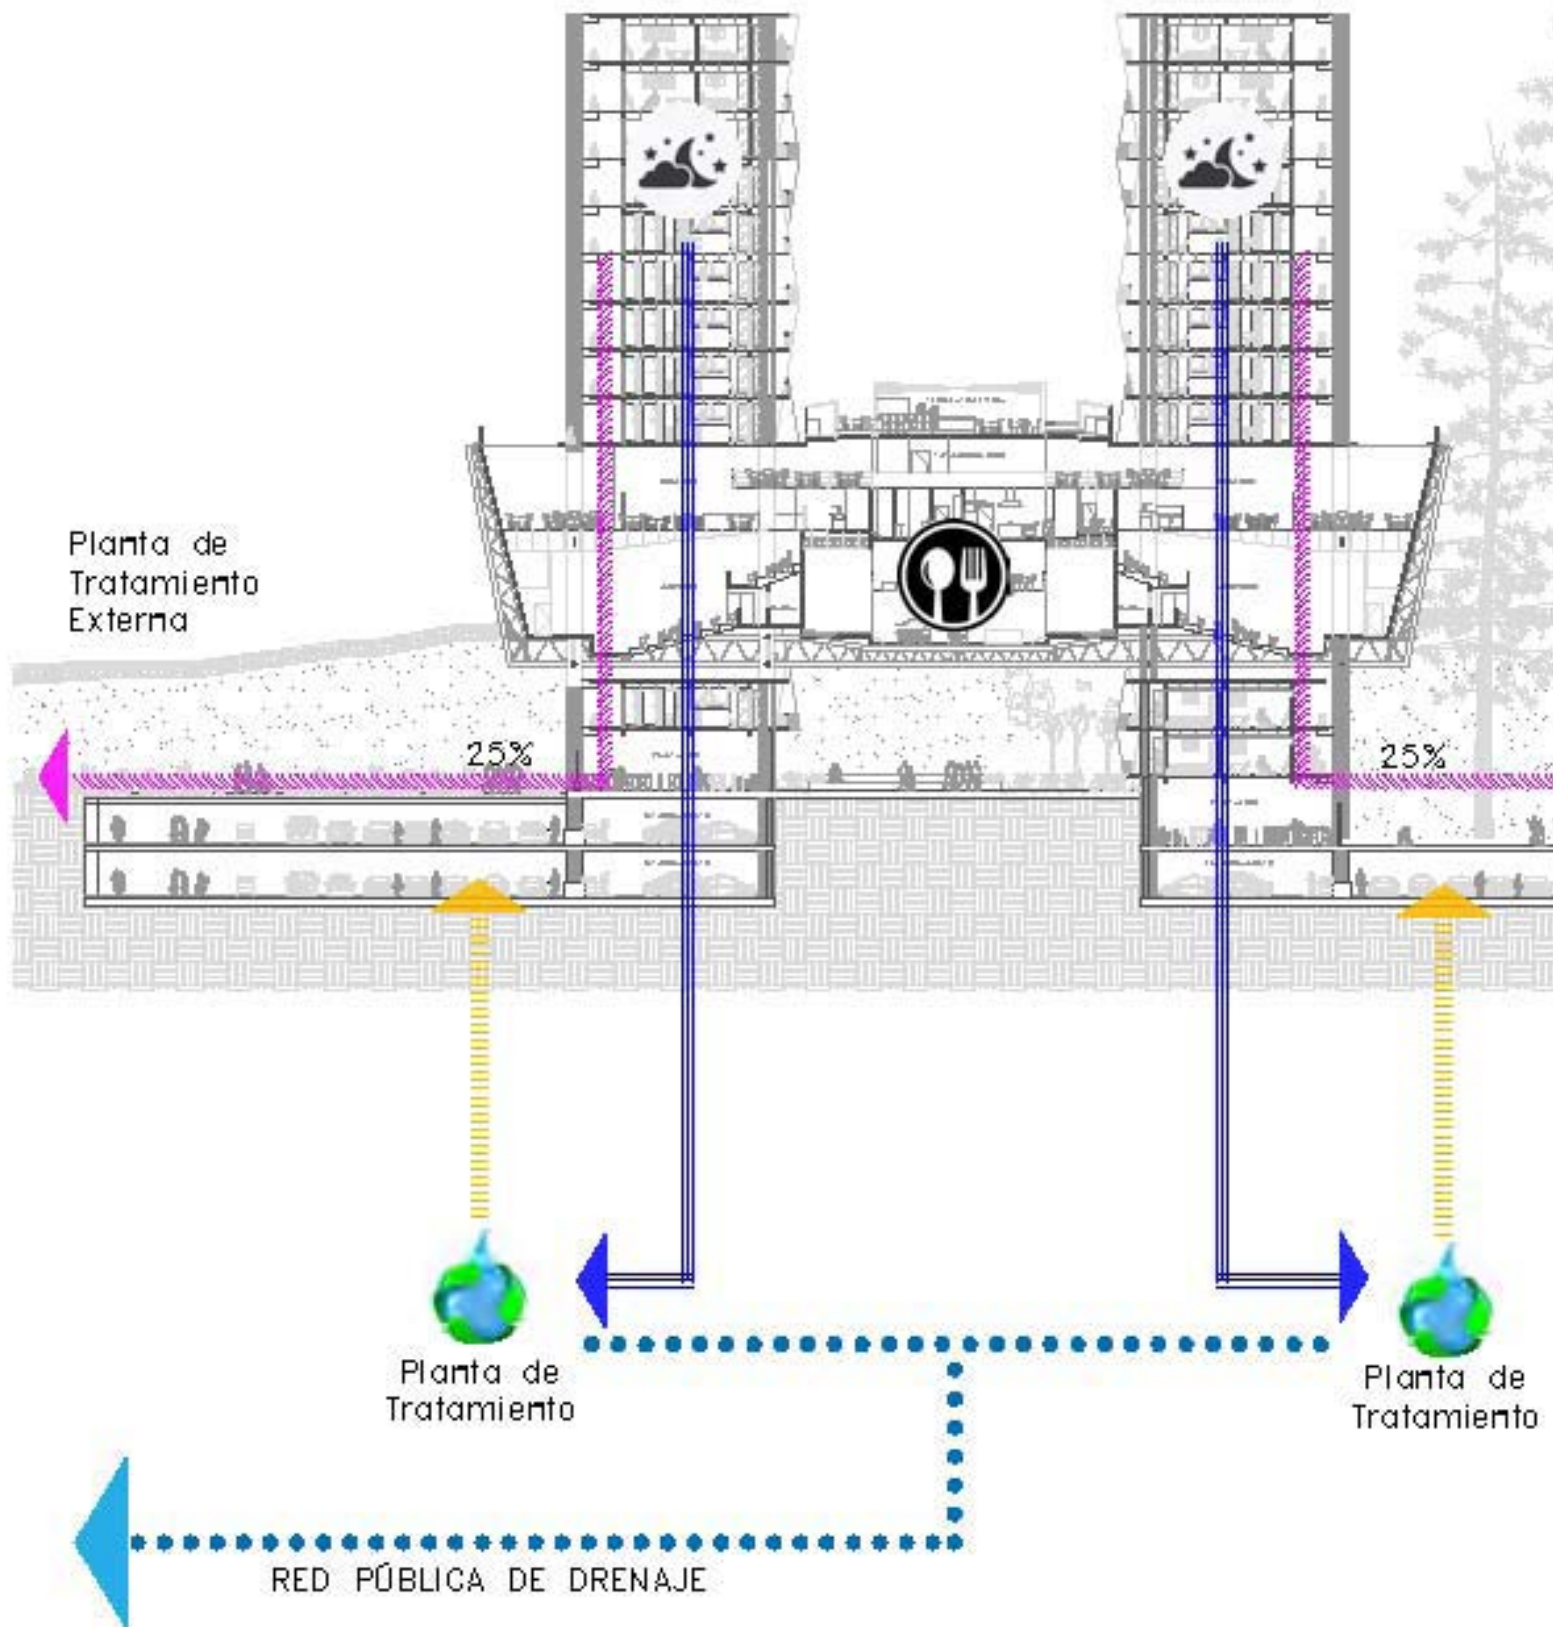 Planta de
Tratamiento
Externa
25%
25%
Planta de
Tratamiento
Planta de
Tratamiento
RED PÚBLICA DE DRENAJE